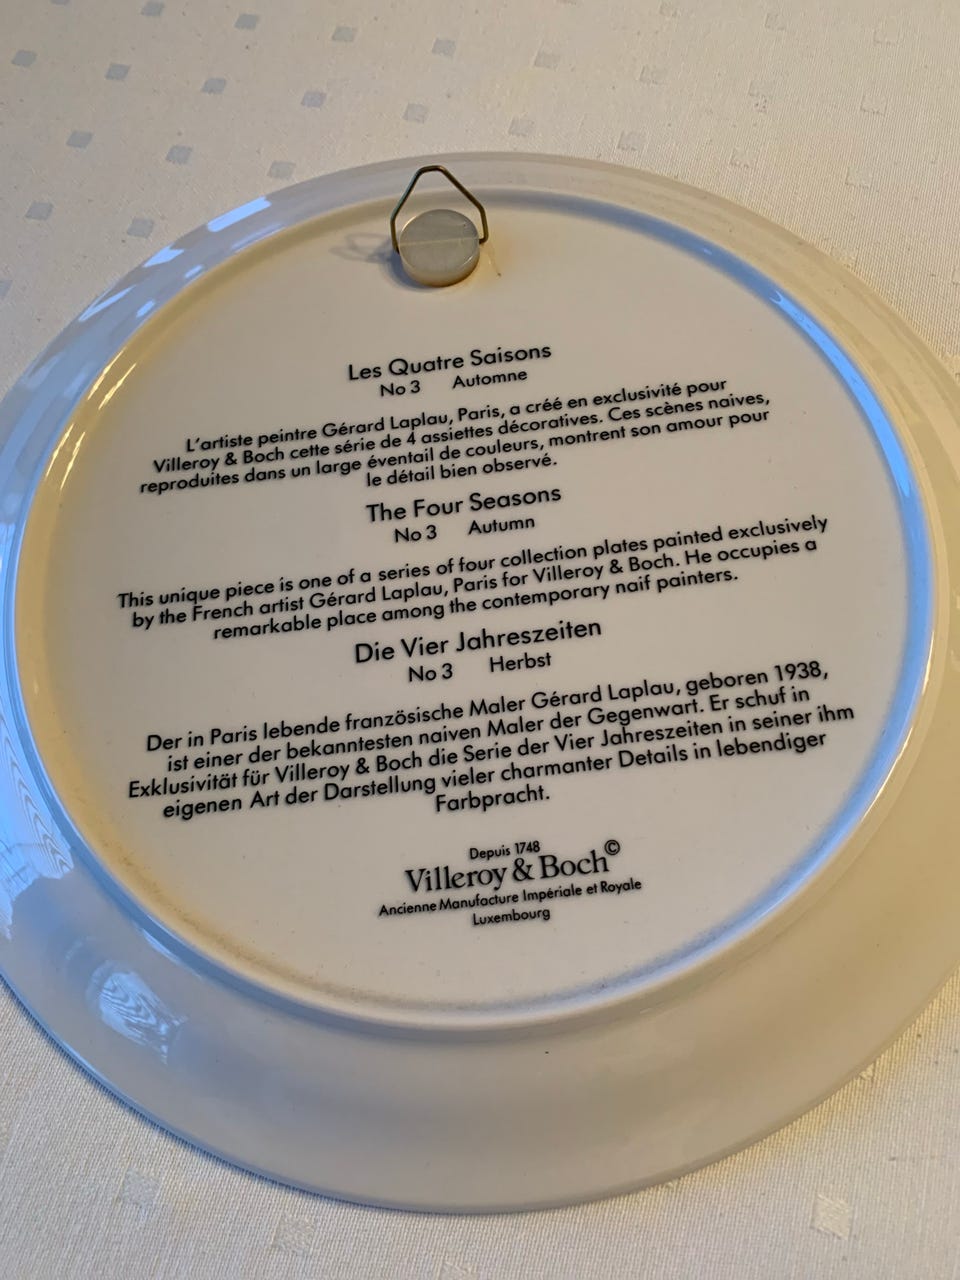 Les Quatre Saisons
No 3 Automne
L'artiste peintre Gérard Laplau, Paris, a créé en exclusivité pour
Villeroy & Boch cette série de 4 assiettes décoratives. Ces scènes naives,
reproduites dans un large éventail de couleurs, montrent son amour pour
le détail bien observé.
The Four Seasons
No 3 Autumn
This unique piece is one of a series of four collection plates painted exclusively
by the French artist Gérard Laplau, Paris for Villeroy & Boch. He occupies a
remarkable place among the contemporary naif painters.
Die Vier Jahreszeiten
No 3 Herbst
Der in Paris lebende französische Maler Gérard Laplau, geboren 1938,
ist einer der bekanntesten naiven Maler der Gegenwart. Er schuf in
Exklusivität für Villeroy & Boch die Serie der Vier Jahreszeiten in seiner ihm
eigenen Art der Darstellung vieler charmanter Details in lebendiger
Farbpracht.
Depuis 1748
Villeroy & Boch©
Ancienne Manufacture Impériale et Royale
Luxembourg